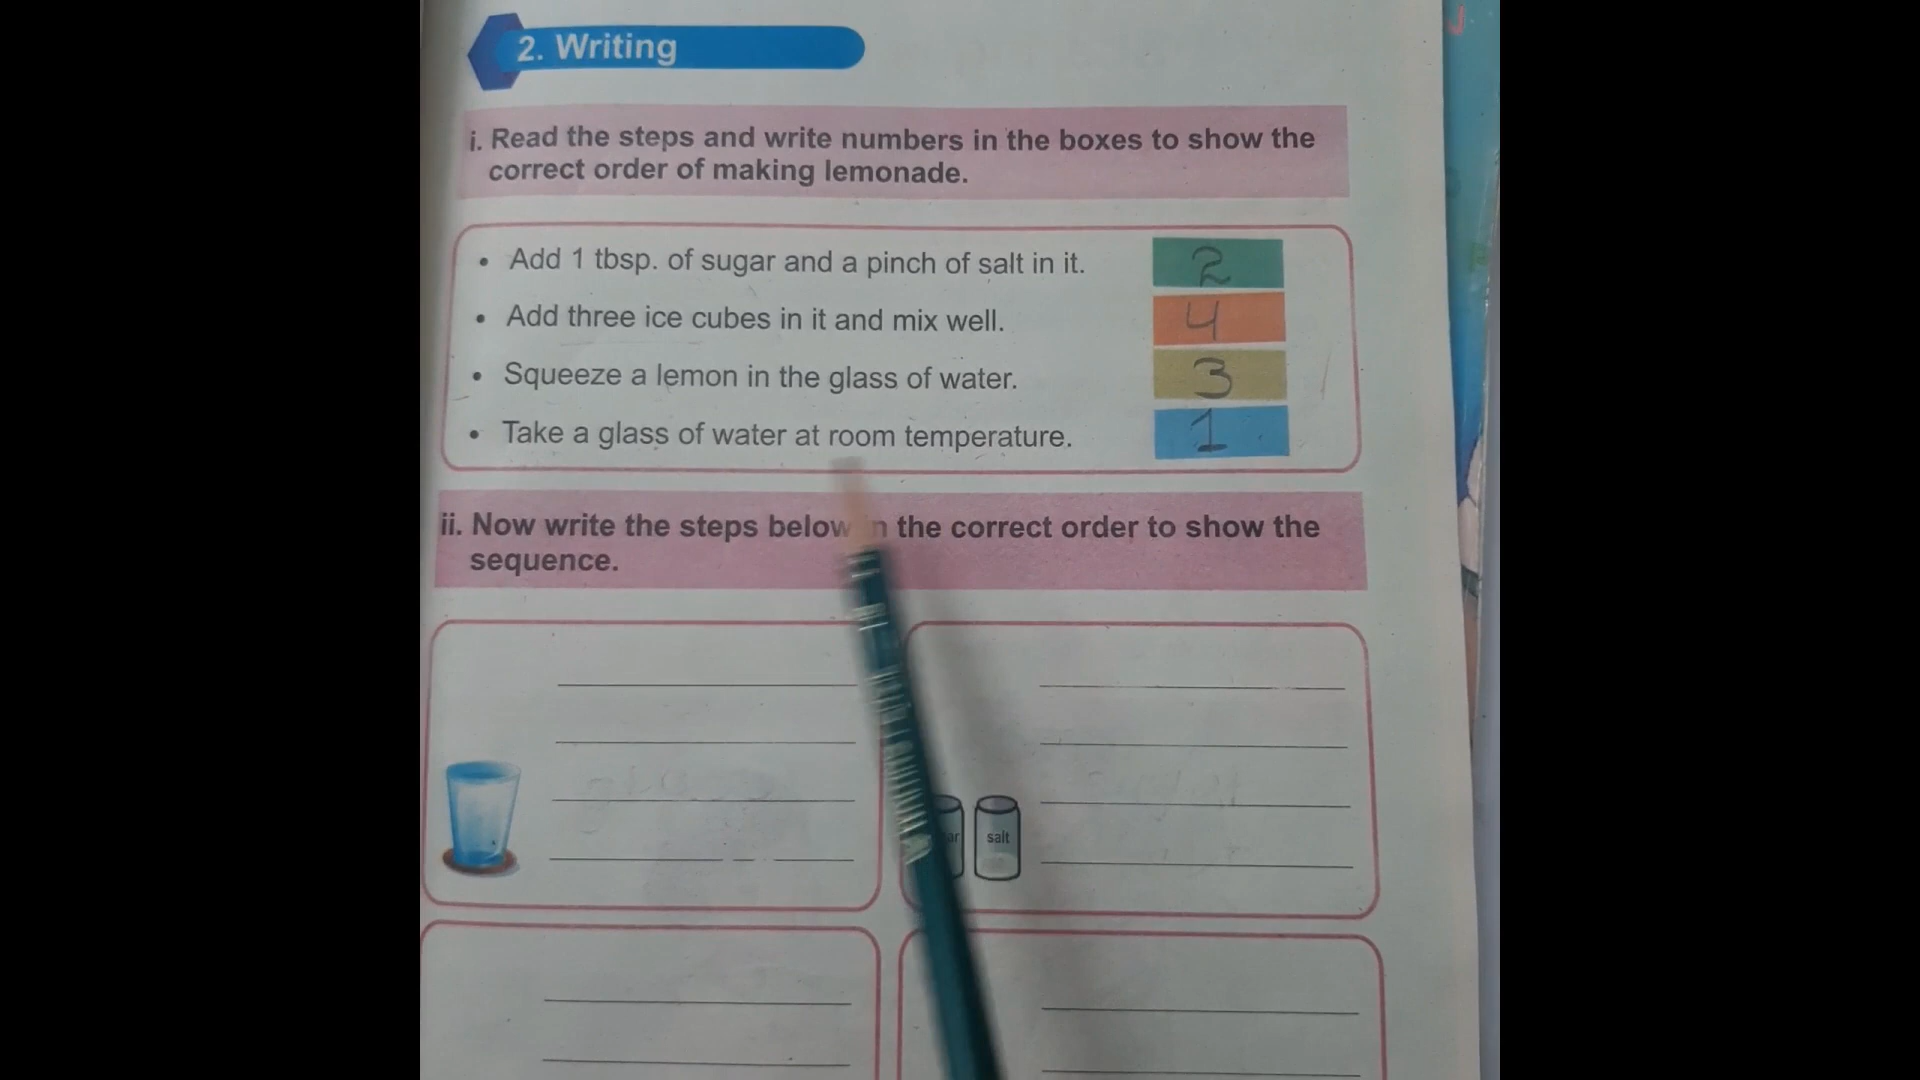 2. Writing
i. Read the steps and write numbers in the boxes to show the
correct order of making lemonade.
• Add 1 tbsp. of sugar and a pinch of salt in it. 2
• Add three ice cubes in it and mix well. 4
• Squeeze a lemon in the glass of water. 3
• Take a glass of water at room temperature. 1
ii. Now write the steps below in the correct order to show the
sequence.
salt